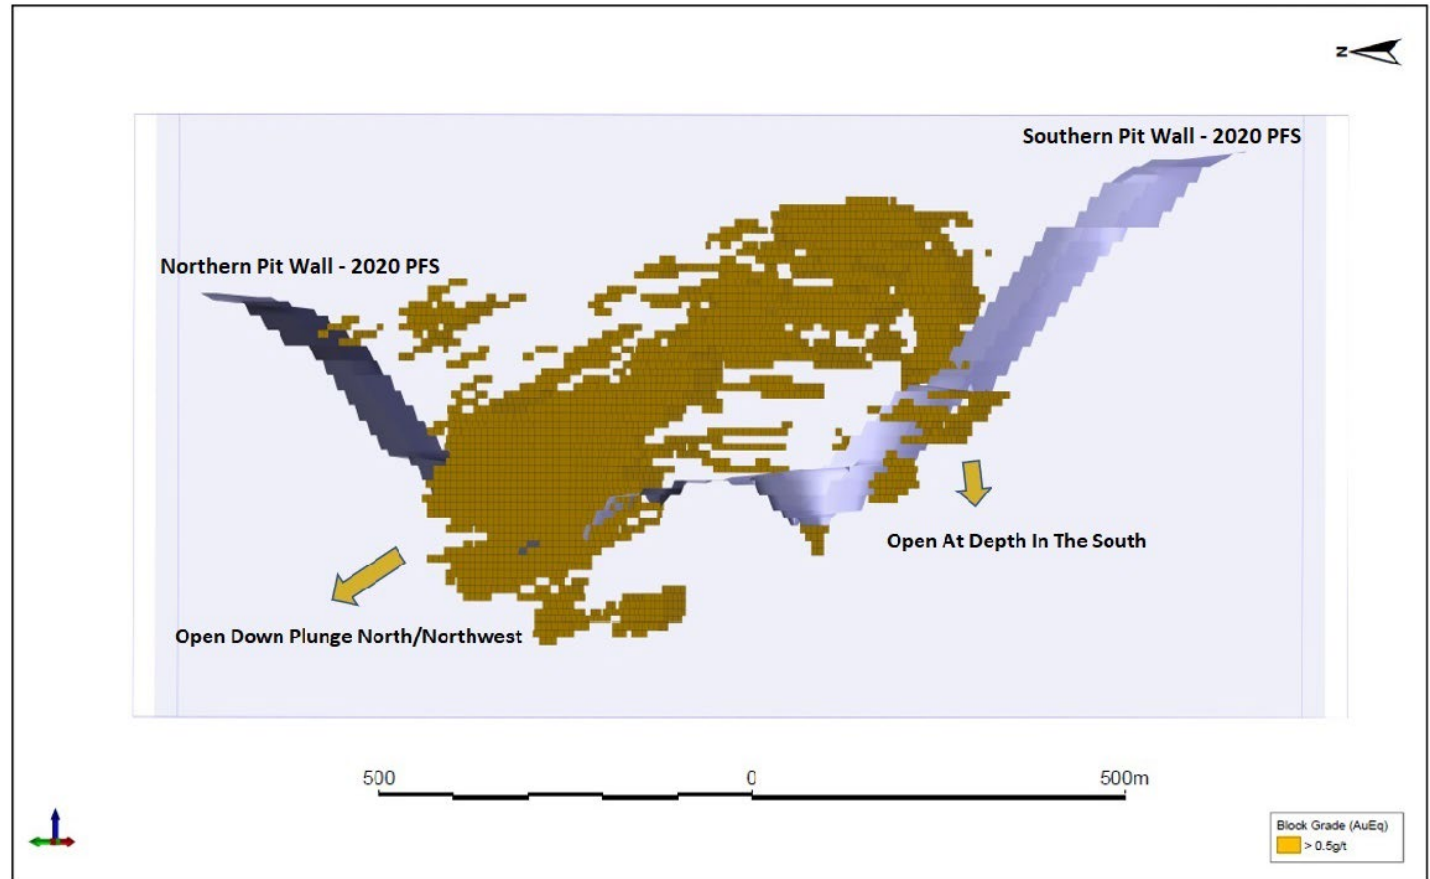 N
Southern Pit Wall - 2020 PFS
Northern Pit Wall - 2020 PFS
Open At Depth In The South
Open Down Plunge North/Northwest
500 0 500m
Block Grade (AuEq)
> 0.5g/t